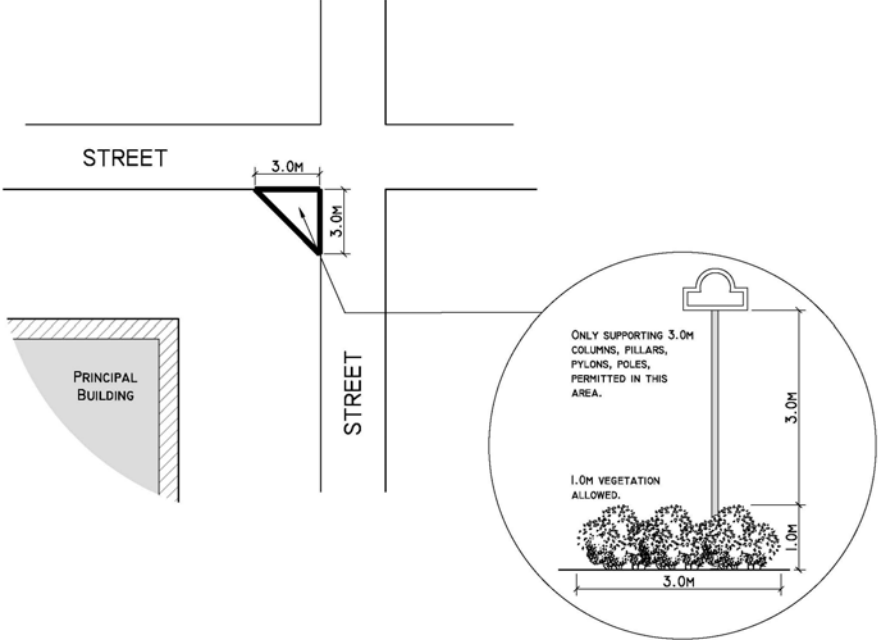 STREET
3.0M
3.0M
STREET
PRINCIPAL
BUILDING
ONLY SUPPORTING 3.0M
COLUMNS, PILLARS,
PYLONS, POLES,
PERMITTED IN THIS
AREA.
3.0M
1.0M VEGETATION
ALLOWED.
1.0M
3.0M